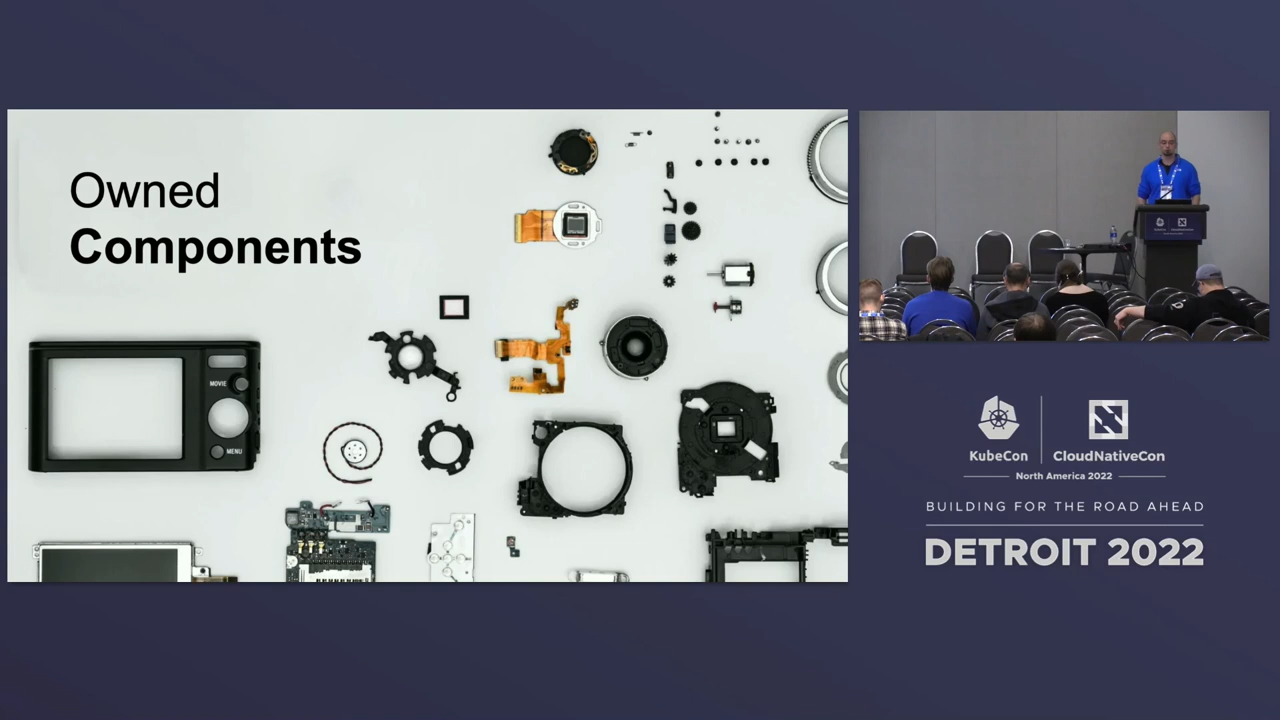 Owned
Components
MOVIE
MENU
KubeCon
CloudNativeCon
North America 2022
BUILDING FOR THE ROAD AHEAD
DETROIT 2022